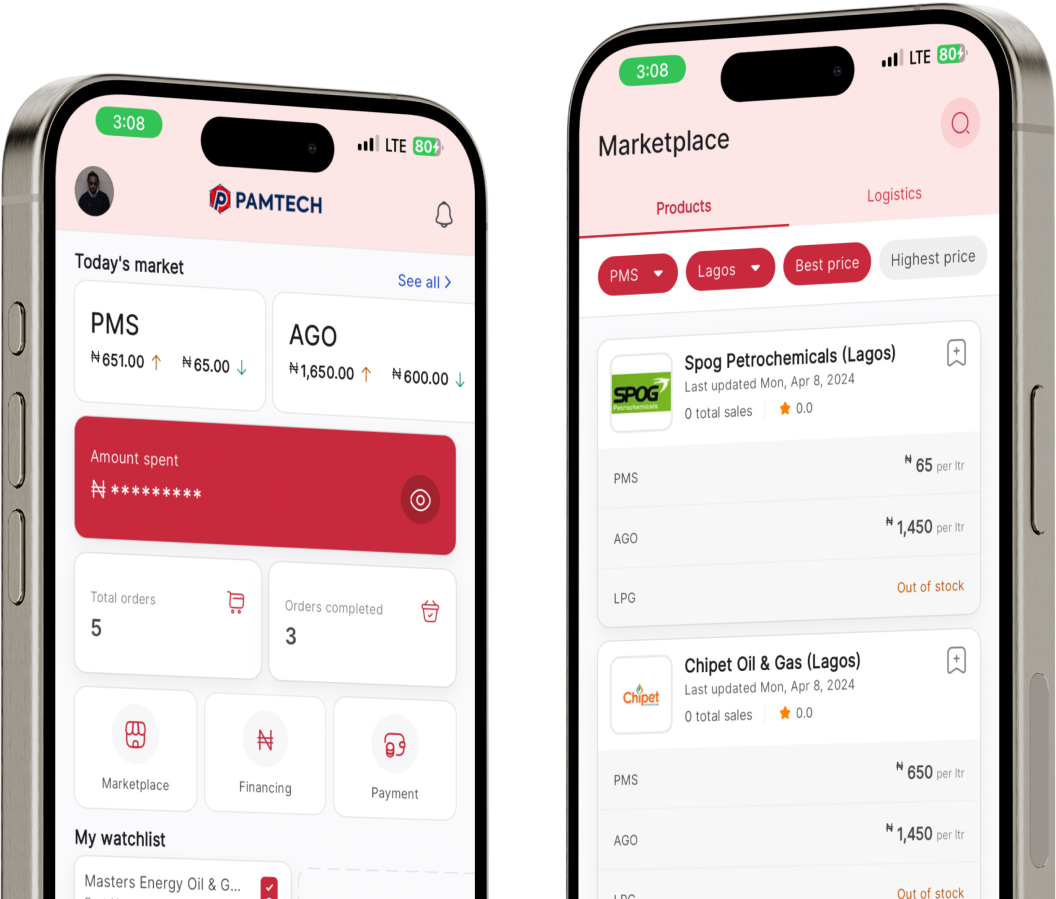 3:08
LTE 80
PAMTECH
Today's market
See all >
PMS
₦651.00 ↑ ₦65.00 ↓
AGO
₦1,650.00 ↑ ₦600.00 ↓
Amount spent
₦ *********
Total orders
5
Orders completed
3
Marketplace
Financing
Payment
My watchlist
Masters Energy Oil & G...
3:08
LTE 80
Marketplace
Products
Logistics
PMS
Lagos
Best price
Highest price
SPOG
Petrochemicals
Spog Petrochemicals (Lagos)
Last updated Mon, Apr 8, 2024
0 total sales
0.0
PMS
₦ 65 per ltr
AGO
₦ 1,450 per ltr
LPG
Out of stock
Chipet
Chipet Oil & Gas (Lagos)
Last updated Mon, Apr 8, 2024
0 total sales
0.0
PMS
₦ 650 per ltr
AGO
₦ 1,450 per ltr
LPG
Out of stock